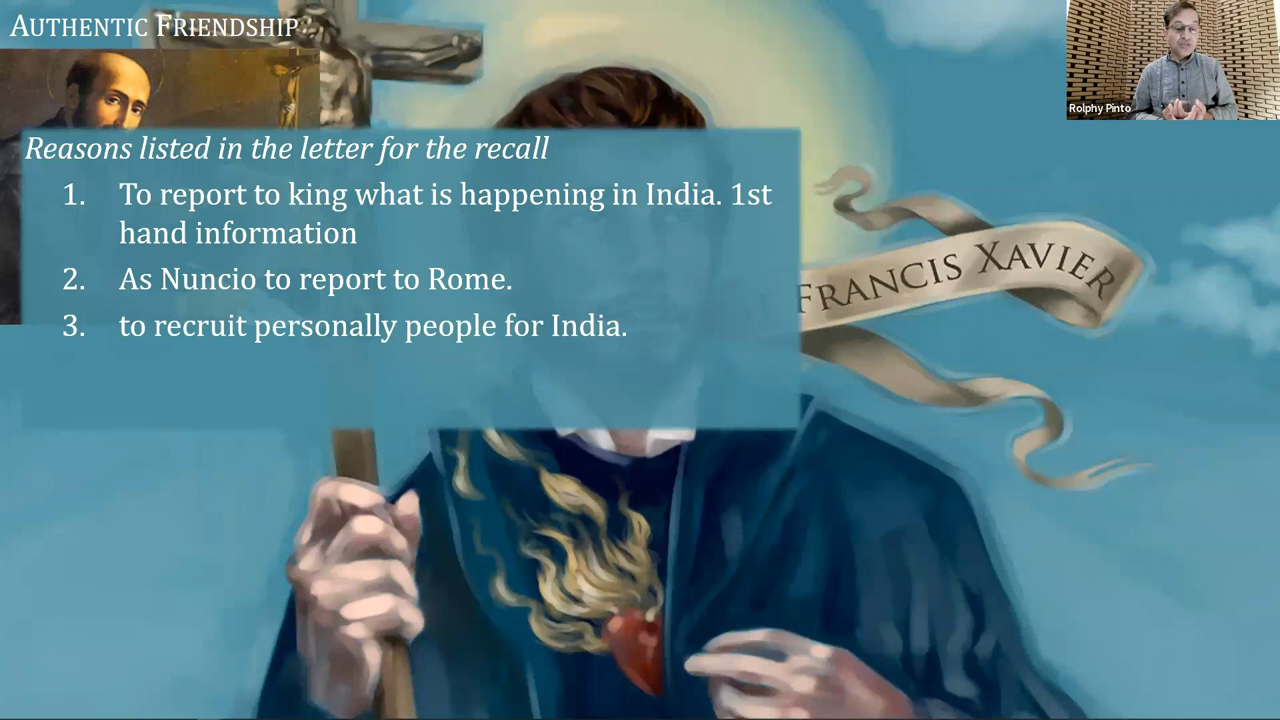 AUTHENTIC FRIENDSHIP
Rolphy Pinto
Reasons listed in the letter for the recall
1. To report to king what is happening in India. 1st
hand information
2. As Nuncio to report to Rome.
3. to recruit personally people for India.
FRANCIS XAVIER